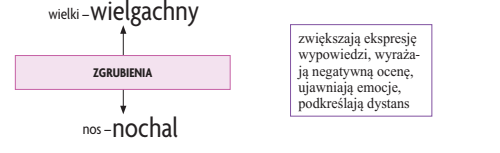 wielki – wielgachny
ZGRUBIENIA
nos – nochal
zwiększają ekspresję
wypowiedzi, wyraża-
ją negatywną ocenę,
ujawniają emocje,
podkreślają dystans